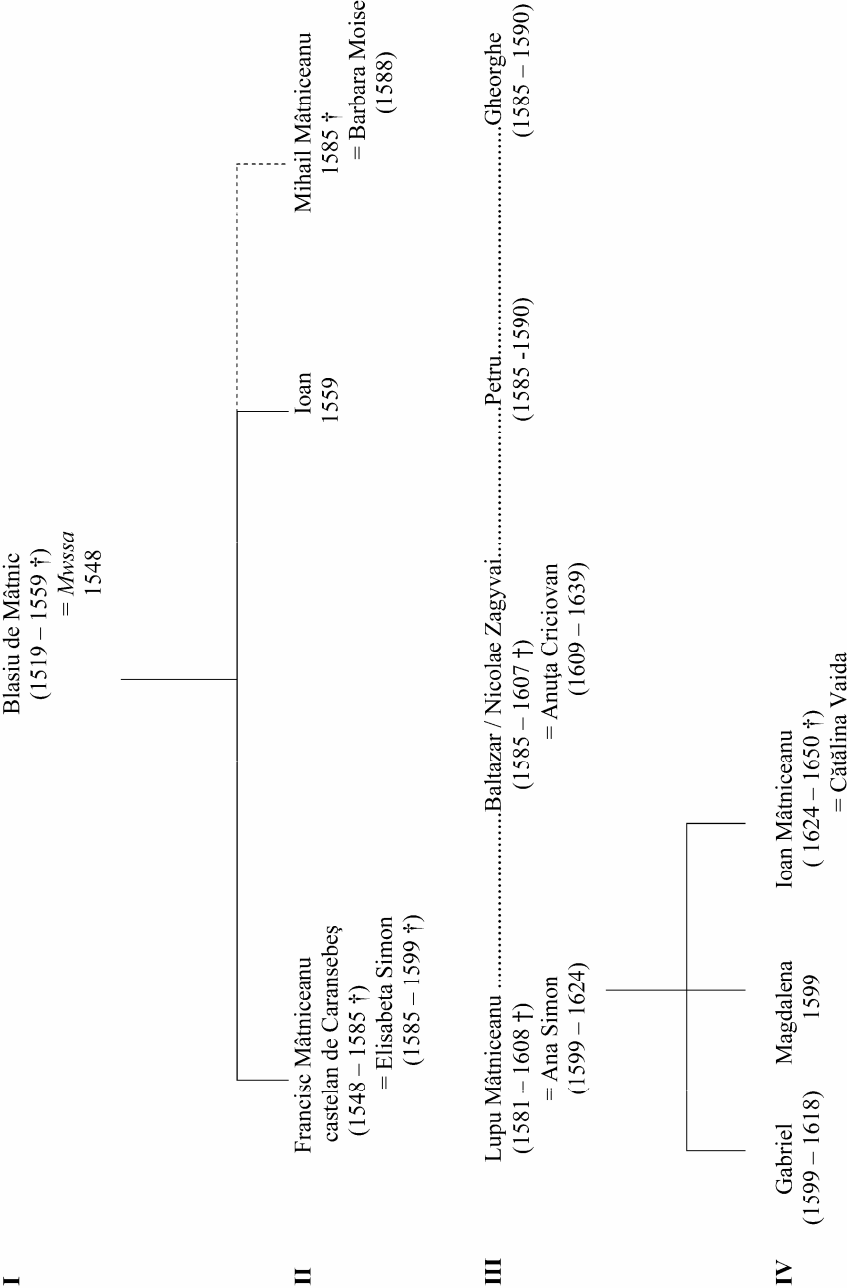 I
Blasiu de Mâtnic
(1519 – 1559 †)
= Mwssa
1548
II
Francisc Mâtniceanu
castelan de Caransebeş
(1548 – 1585 †)
= Elisabeta Simon
(1585 – 1599 †)
Ioan
1559
Mihail Mâtniceanu
1585 †
= Barbara Moise
(1588)
III
Lupu Mâtniceanu
(1581 – 1608 †)
= Ana Simon
(1599 – 1624)
Baltazar / Nicolae Zagyvai
(1585 – 1607 †)
= Anuţa Criciovan
(1609 – 1639)
Petru
(1585 -1590)
Gheorghe
(1585 – 1590)
IV
Gabriel
(1599 – 1618)
Magdalena
1599
Ioan Mâtniceanu
( 1624 – 1650 †)
= Cătălina Vaida